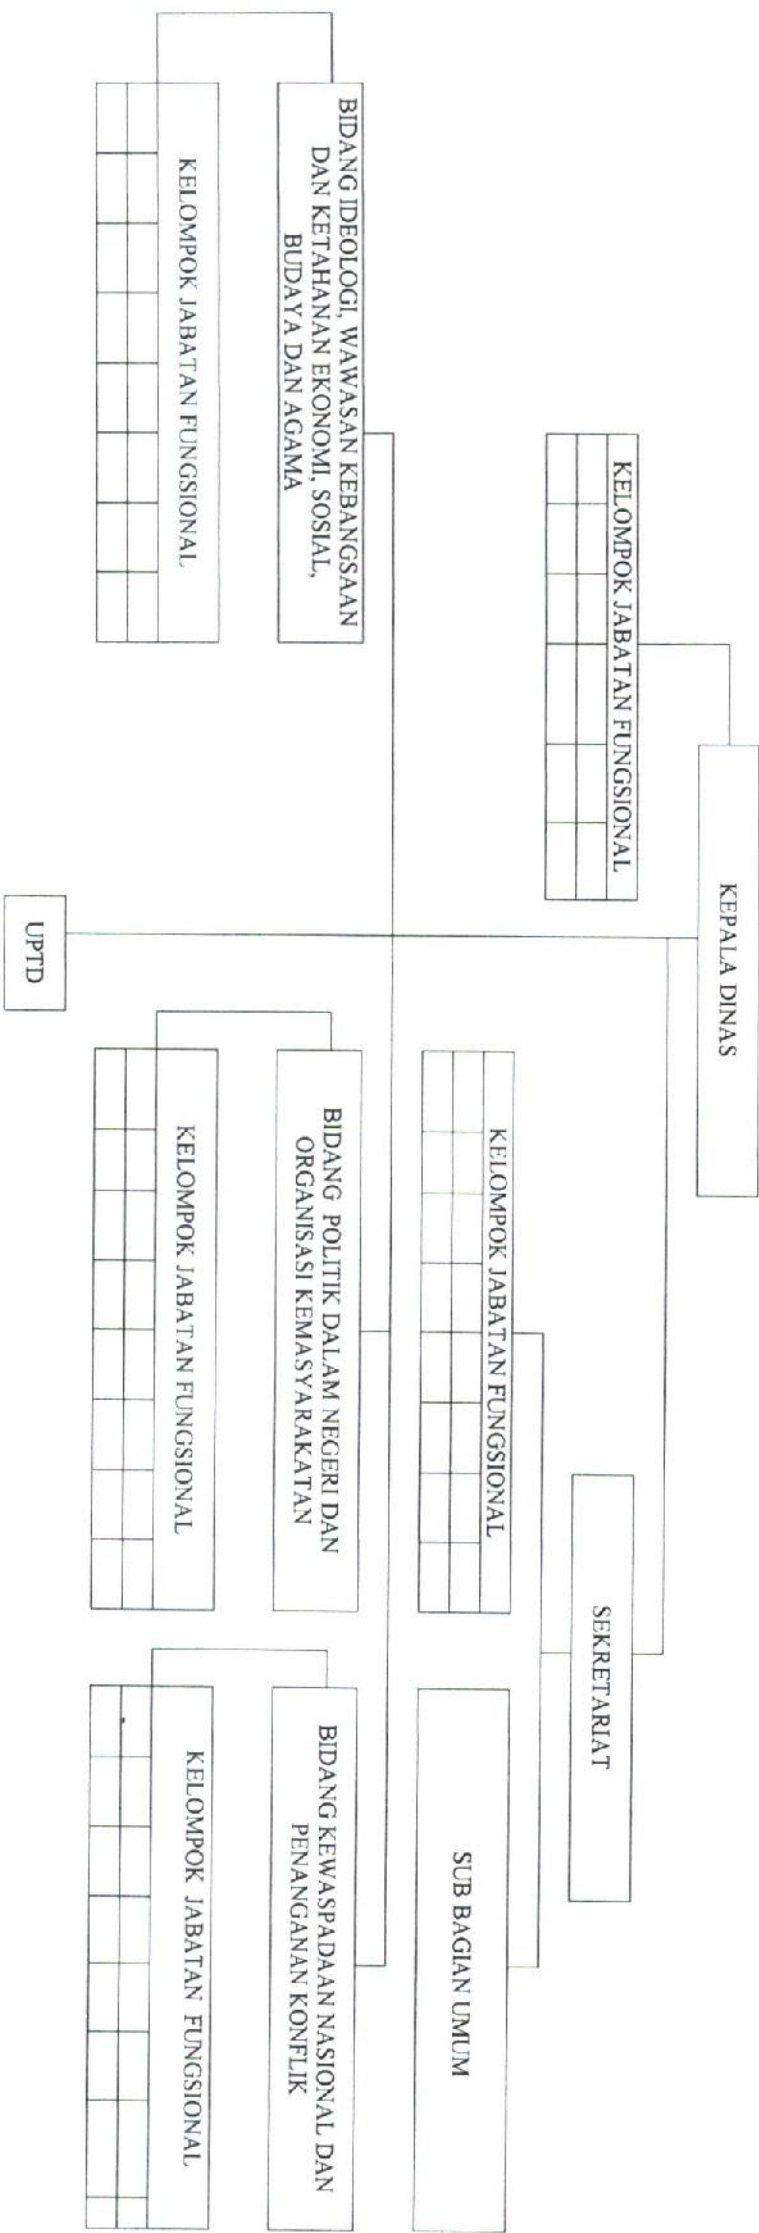 KEPALA DINAS
KELOMPOK JABATAN FUNGSIONAL
SEKRETARIAT
KELOMPOK JABATAN FUNGSIONAL
SUB BAGIAN UMUM
BIDANG IDEOLOGI, WAWASAN KEBANGSAAN
DAN KETAHANAN EKONOMI, SOSIAL,
BUDAYA DAN AGAMA
BIDANG POLITIK DALAM NEGERI DAN
ORGANISASI KEMASYARAKATAN
BIDANG KEWASPADAAN NASIONAL DAN
PENANGANAN KONFLIK
KELOMPOK JABATAN FUNGSIONAL
KELOMPOK JABATAN FUNGSIONAL
KELOMPOK JABATAN FUNGSIONAL
UPTD